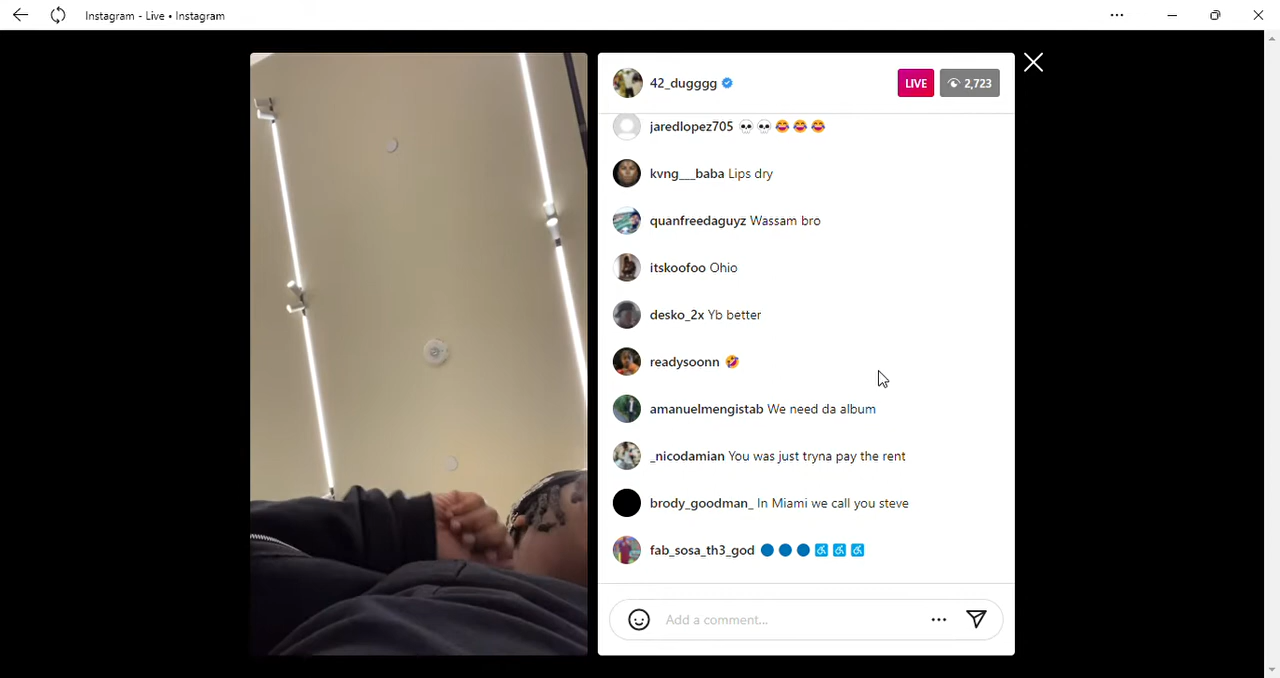 Instagram - Live • Instagram
42_dugggg
LIVE
2,723
jaredlopez705 💀💀😂😂😂
kvng___baba Lips dry
quanfreedaguyz Wassam bro
itskoofoo Ohio
desko_2x Yb better
readysoonn 🤣
amanuelmengistab We need da album
_nicodamian You was just tryna pay the rent
brody_goodman_ In Miami we call you steve
fab_sosa_th3_god 🔵🔵🔵♿♿♿
Add a comment...